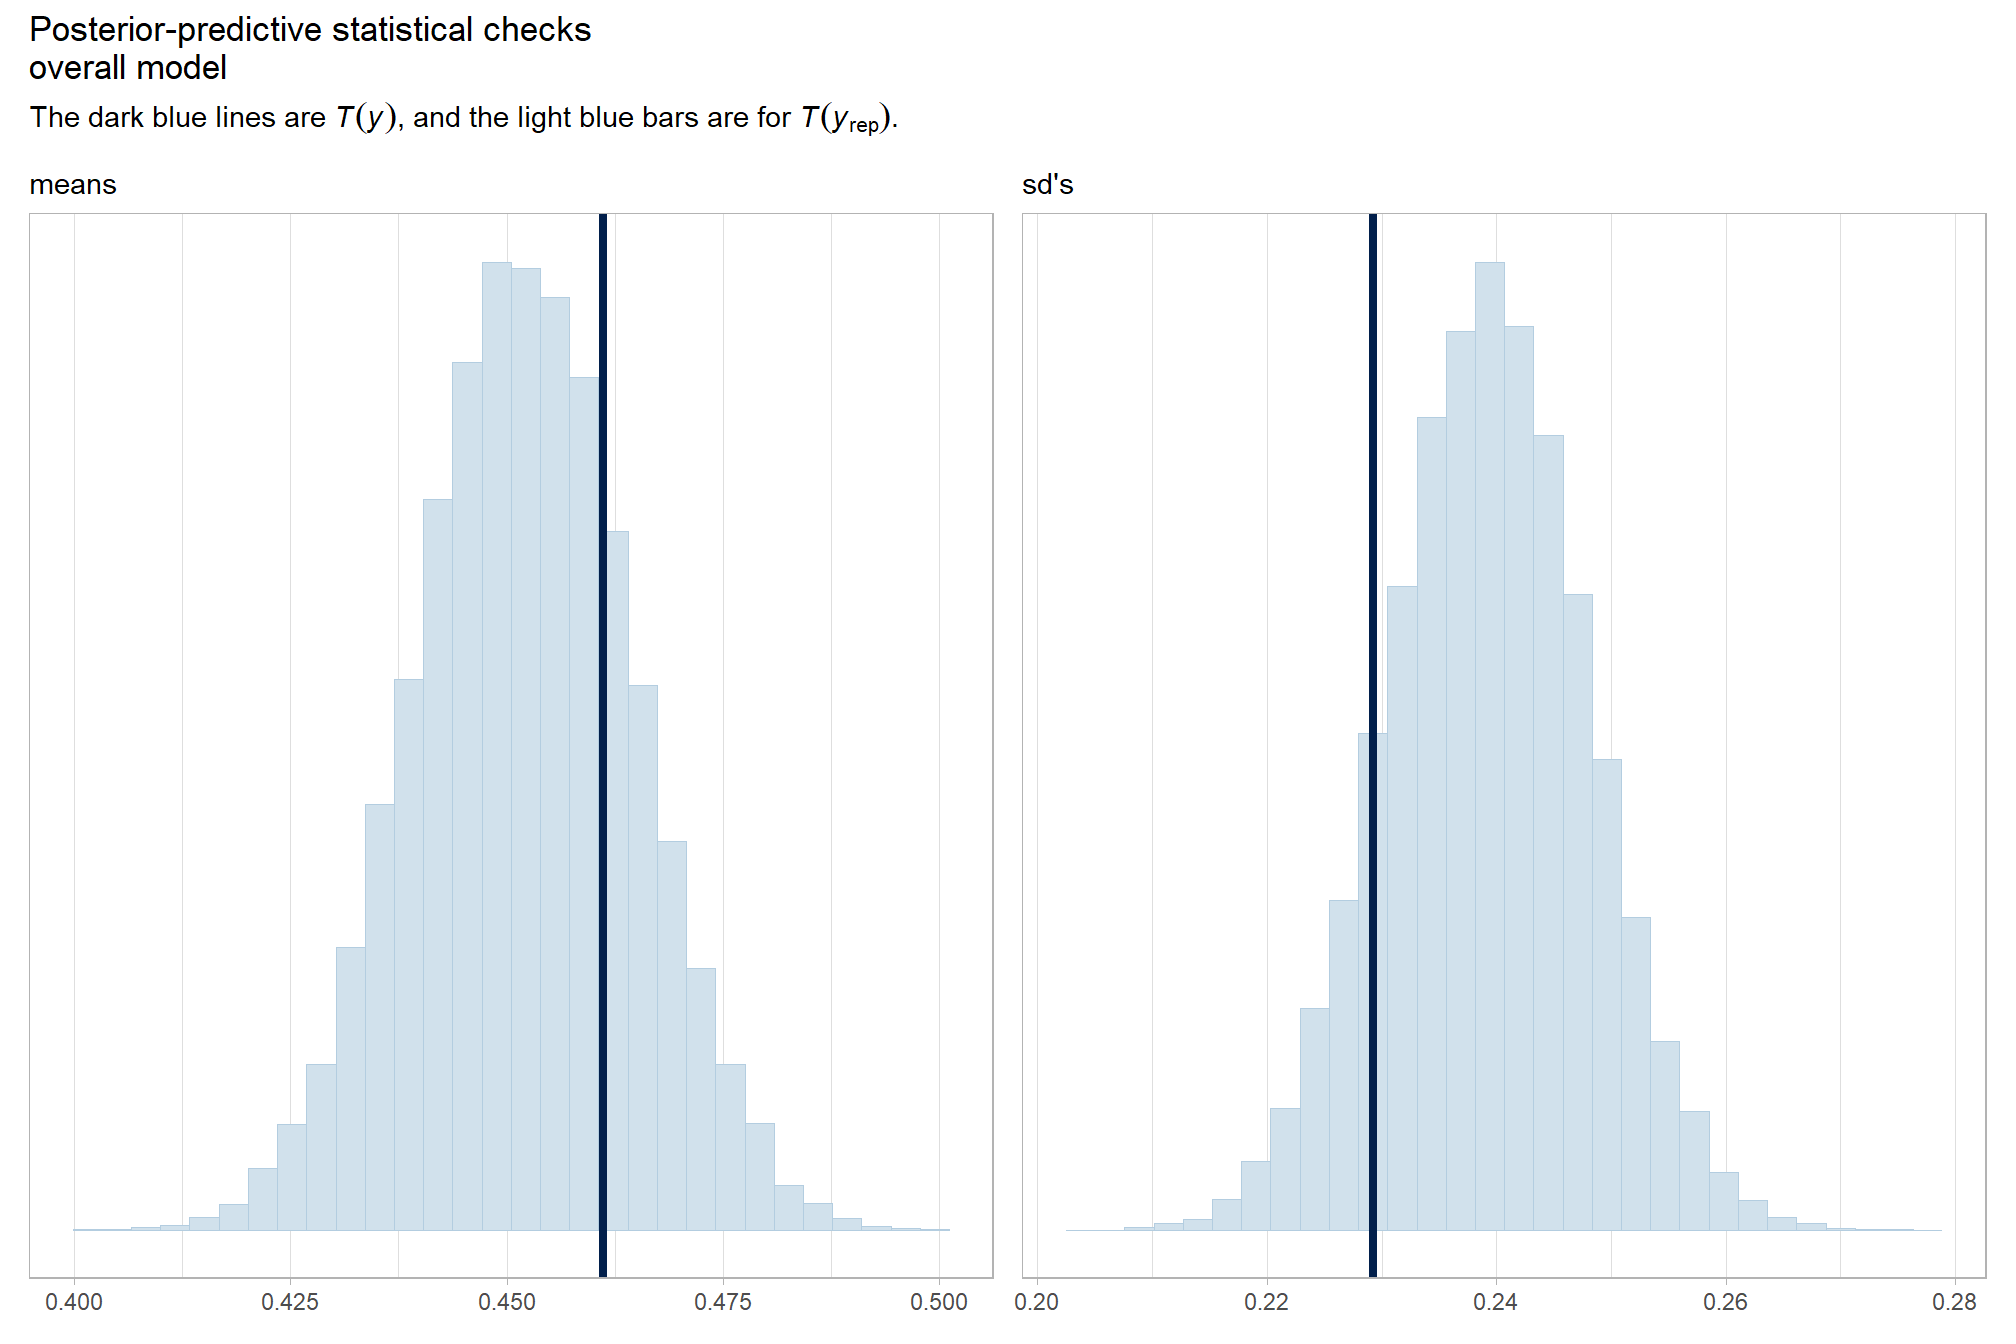 Posterior-predictive statistical checks
overall model
The dark blue lines are T(y), and the light blue bars are for T(yrep).
means
sd's
0.400 0.425 0.450 0.475 0.500
0.20 0.22 0.24 0.26 0.28